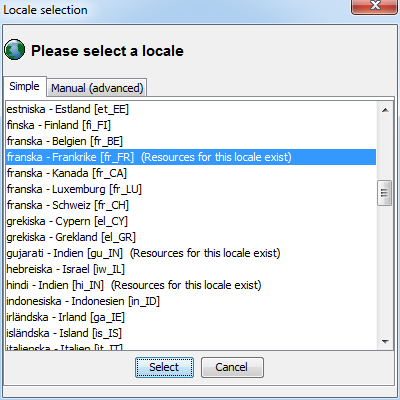 Locale selection
Please select a locale
Simple
Manual (advanced)
estniska - Estland [et_EE]
finska - Finland [fi_FI]
franska - Belgien [fr_BE]
franska - Frankrike [fr_FR] (Resources for this locale exist)
franska - Kanada [fr_CA]
franska - Luxemburg [fr_LU]
franska - Schweiz [fr_CH]
grekiska - Cypern [el_CY]
grekiska - Grekland [el_GR]
gujarati - Indien [gu_IN] (Resources for this locale exist)
hebreiska - Israel [iw_IL]
hindi - Indien [hi_IN] (Resources for this locale exist)
indonesiska - Indonesien [in_ID]
irländska - Irland [ga_IE]
isländska - Island [is_IS]
italienska - Italien [it_IT]
Select
Cancel